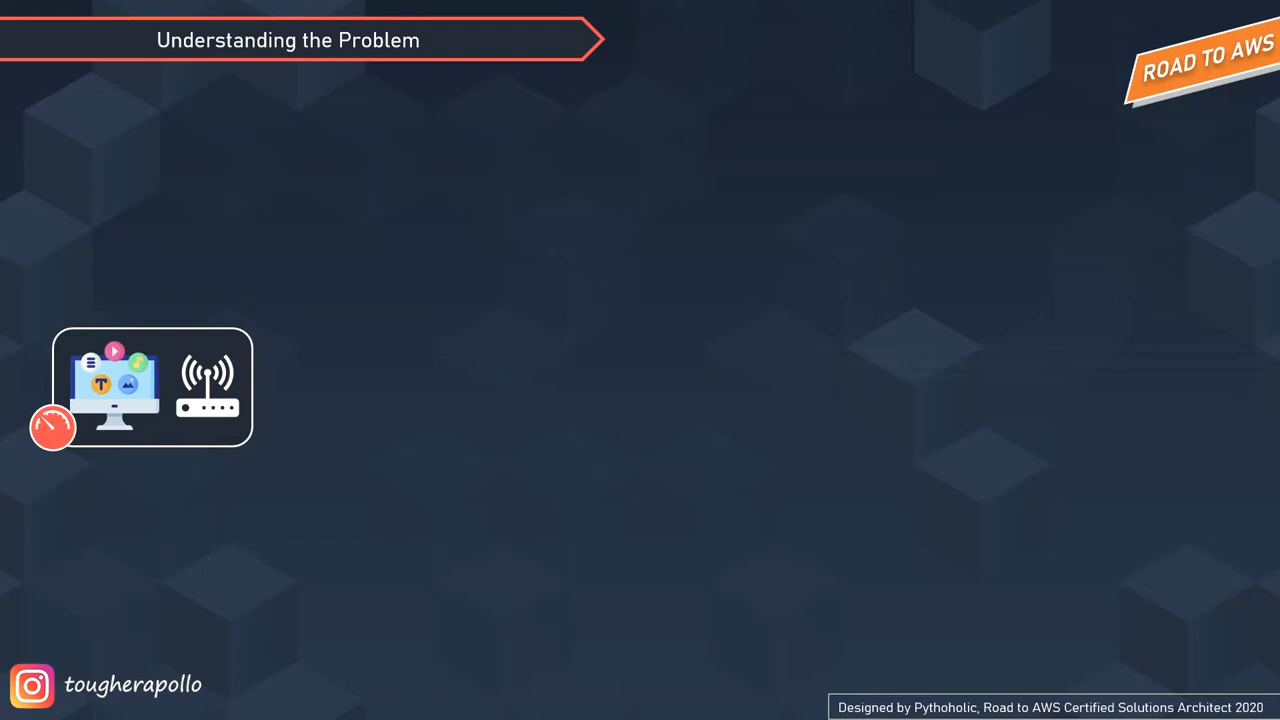 Understanding the Problem
ROAD TO AWS
T
tougherapollo
Designed by Pythoholic, Road to AWS Certified Solutions Architect 2020